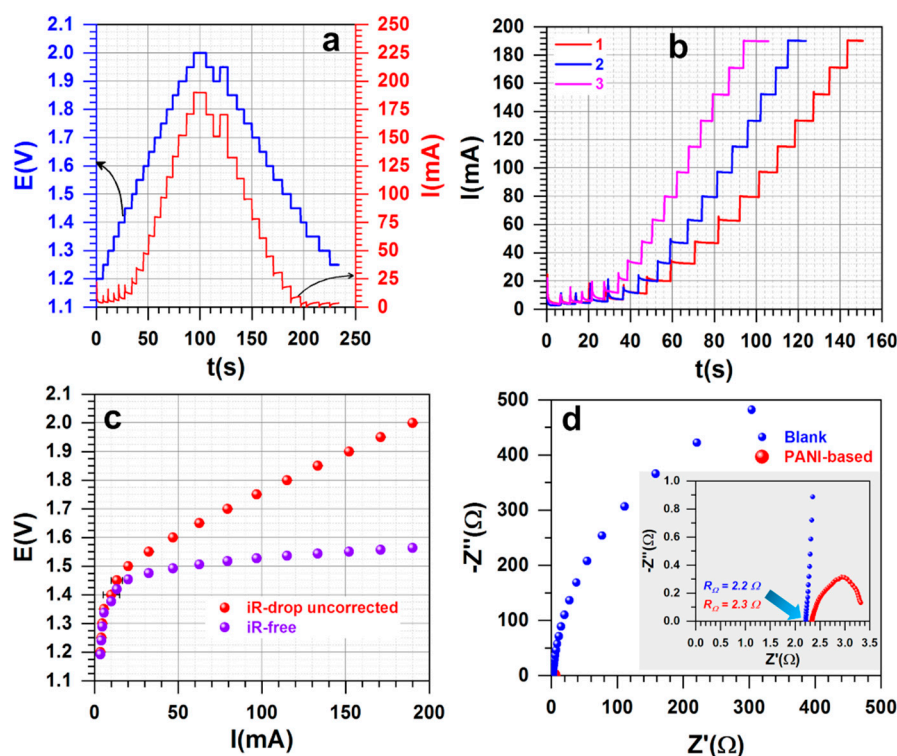 a
E(V)
2.1
2.0
1.9
1.8
1.7
1.6
1.5
1.4
1.3
1.2
1.1
0 50 100 150 200 250
t(s)
250
225
200
175
150
125
100
75
50
25
0
I(mA)
b
1
2
3
I(mA)
200
180
160
140
120
100
80
60
40
20
0
0 20 40 60 80 100 120 140 160
t(s)
c
E(V)
2.1
2.0
1.9
1.8
1.7
1.6
1.5
1.4
1.3
1.2
1.1
iR-drop uncorrected
iR-free
0 50 100 150 200
I(mA)
d
-Z''(Ω)
500
400
300
200
100
0
Blank
PANI-based
-Z''(Ω)
1.0
0.8
0.6
0.4
0.2
0.0
RΩ = 2.2 Ω
RΩ = 2.3 Ω
0.0 0.5 1.0 1.5 2.0 2.5 3.0 3.5
Z'(Ω)
0 100 200 300 400 500
Z'(Ω)